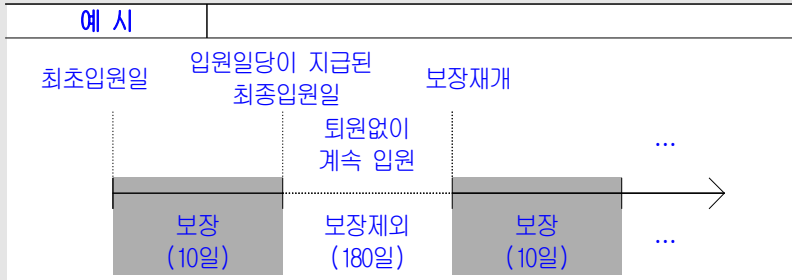 예 시
최초입원일
입원일당이 지급된
최종입원일
보장재개
퇴원없이
계속 입원
...
보장
(10일)
보장제외
(180일)
보장
(10일)
...